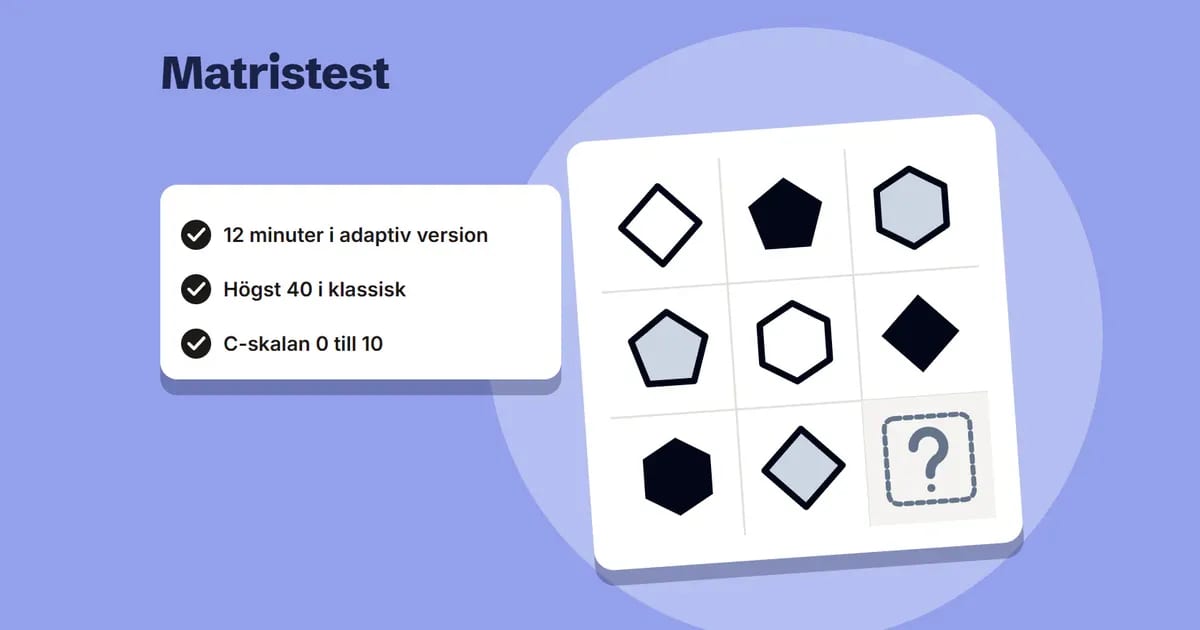 Matristest
12 minuter i adaptiv version
Högst 40 i klassisk
C-skalan 0 till 10
?